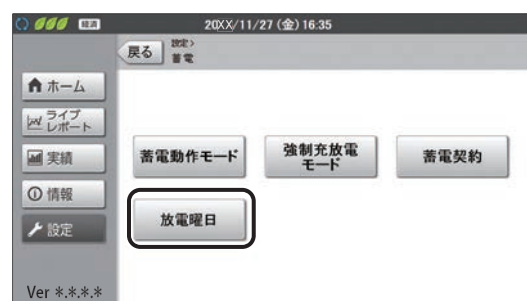 経済
20XX/11/27 (金) 16:35
戻る
設定>
蓄電
ホーム
ライブ
レポート
実績
情報
設定
蓄電動作モード
強制充放電
モード
蓄電契約
放電曜日
Ver *.*.*.*